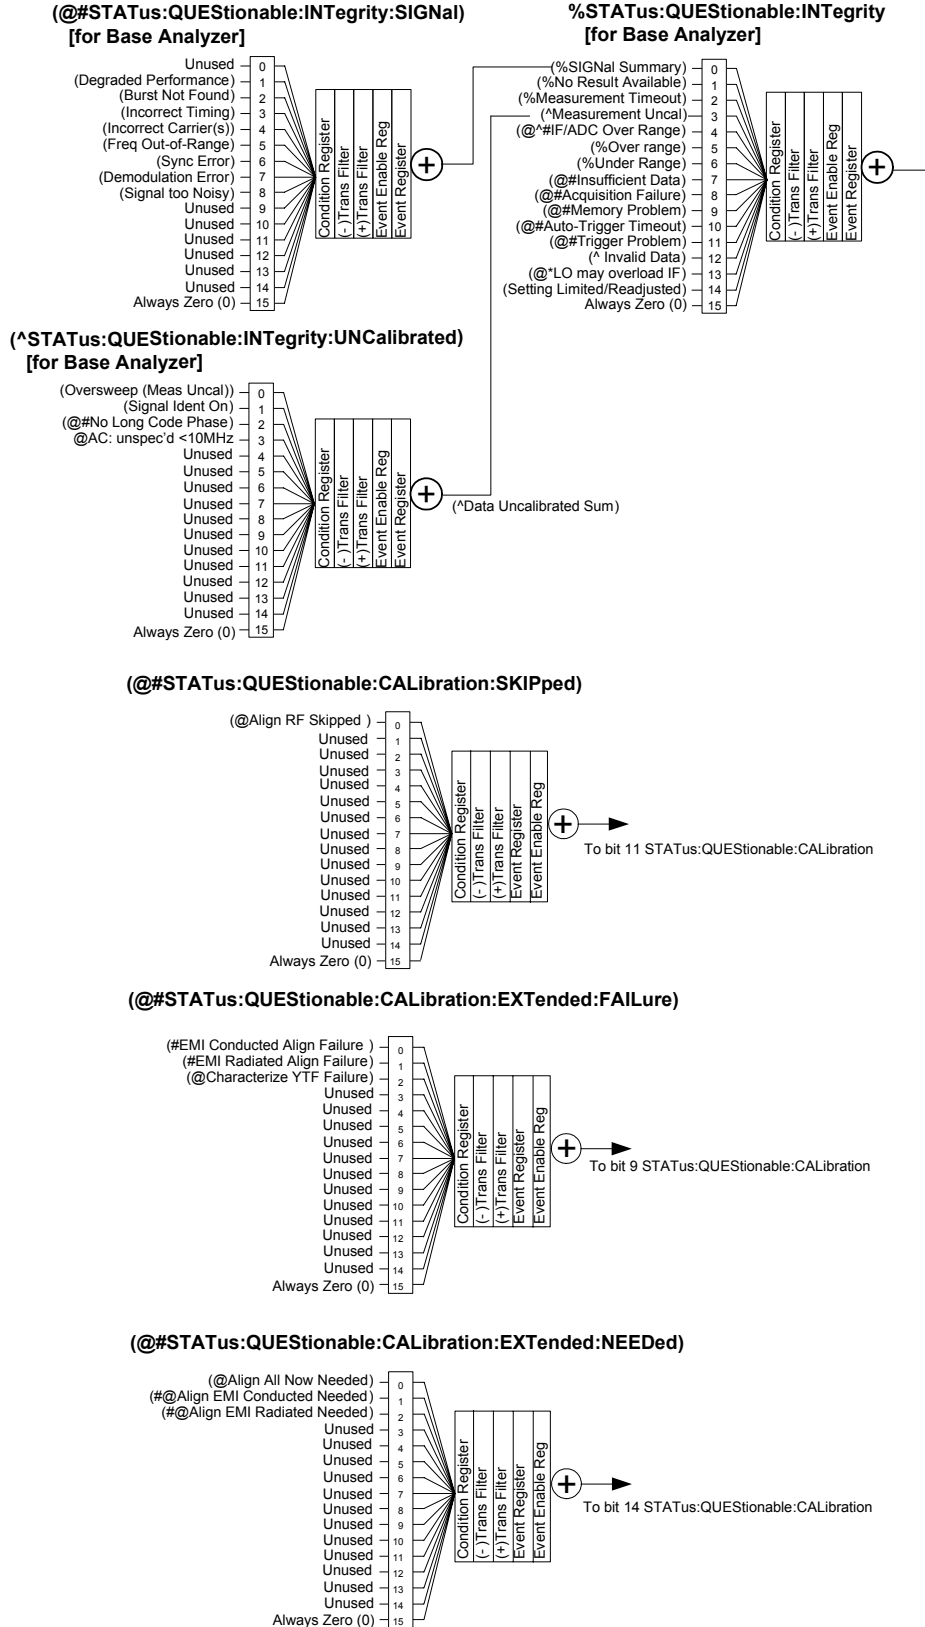 (@#STATus:QUEStionable:INTegrity:SIGNal)
[for Base Analyzer]
Unused 0
(Degraded Performance) 1
(Burst Not Found) 2
(Incorrect Timing) 3
(Incorrect Carrier(s)) 4
(Freq Out-of-Range) 5
(Sync Error) 6
(Demodulation Error) 7
(Signal too Noisy) 8
Unused 9
Unused 10
Unused 11
Unused 12
Unused 13
Unused 14
Always Zero (0) 15
Condition Register
(- )Trans Filter
(+)Trans Filter
Event Enable Reg
Event Register
+
%STATus:QUEStionable:INTegrity
[for Base Analyzer]
(%SIGNal Summary) 0
(%No Result Available) 1
(%Measurement Timeout) 2
(^Measurement Uncal) 3
(@^#IF/ADC Over Range) 4
(%Over range) 5
(%Under Range) 6
(@#Insufficient Data) 7
(@#Acquisition Failure) 8
(@#Memory Problem) 9
(@#Auto-Trigger Timeout) 10
(@#Trigger Problem) 11
(^ Invalid Data) 12
(@*LO may overload IF) 13
(Setting Limited/Readjusted) 14
Always Zero (0) 15
Condition Register
(- )Trans Filter
(+)Trans Filter
Event Enable Reg
Event Register
+
(^STATus:QUEStionable:INTegrity:UNCalibrated)
[for Base Analyzer]
(Oversweep (Meas Uncal)) 0
(Signal Ident On) 1
(@#No Long Code Phase) 2
@AC: unspec'd <10MHz 3
Unused 4
Unused 5
Unused 6
Unused 7
Unused 8
Unused 9
Unused 10
Unused 11
Unused 12
Unused 13
Unused 14
Always Zero (0) 15
Condition Register
(- )Trans Filter
(+)Trans Filter
Event Enable Reg
Event Register
+
(^Data Uncalibrated Sum)
(@#STATus:QUEStionable:CALibration:SKIPped)
(@Align RF Skipped ) 0
Unused 1
Unused 2
Unused 3
Unused 4
Unused 5
Unused 6
Unused 7
Unused 8
Unused 9
Unused 10
Unused 11
Unused 12
Unused 13
Unused 14
Always Zero (0) 15
Condition Register
(- )Trans Filter
(+)Trans Filter
Event Register
Event Enable Reg
+
To bit 11 STATus:QUEStionable:CALibration
(@#STATus:QUEStionable:CALibration:EXTended:FAILure)
(#EMI Conducted Align Failure ) 0
(#EMI Radiated Align Failure) 1
(@Characterize YTF Failure) 2
Unused 3
Unused 4
Unused 5
Unused 6
Unused 7
Unused 8
Unused 9
Unused 10
Unused 11
Unused 12
Unused 13
Unused 14
Always Zero (0) 15
Condition Register
(- )Trans Filter
(+)Trans Filter
Event Register
Event Enable Reg
+
To bit 9 STATus:QUEStionable:CALibration
(@#STATus:QUEStionable:CALibration:EXTended:NEEDed)
(@Align All Now Needed) 0
(#@Align EMI Conducted Needed) 1
(#@Align EMI Radiated Needed) 2
Unused 3
Unused 4
Unused 5
Unused 6
Unused 7
Unused 8
Unused 9
Unused 10
Unused 11
Unused 12
Unused 13
Unused 14
Always Zero (0) 15
Condition Register
(- )Trans Filter
(+)Trans Filter
Event Register
Event Enable Reg
+
To bit 14 STATus:QUEStionable:CALibration